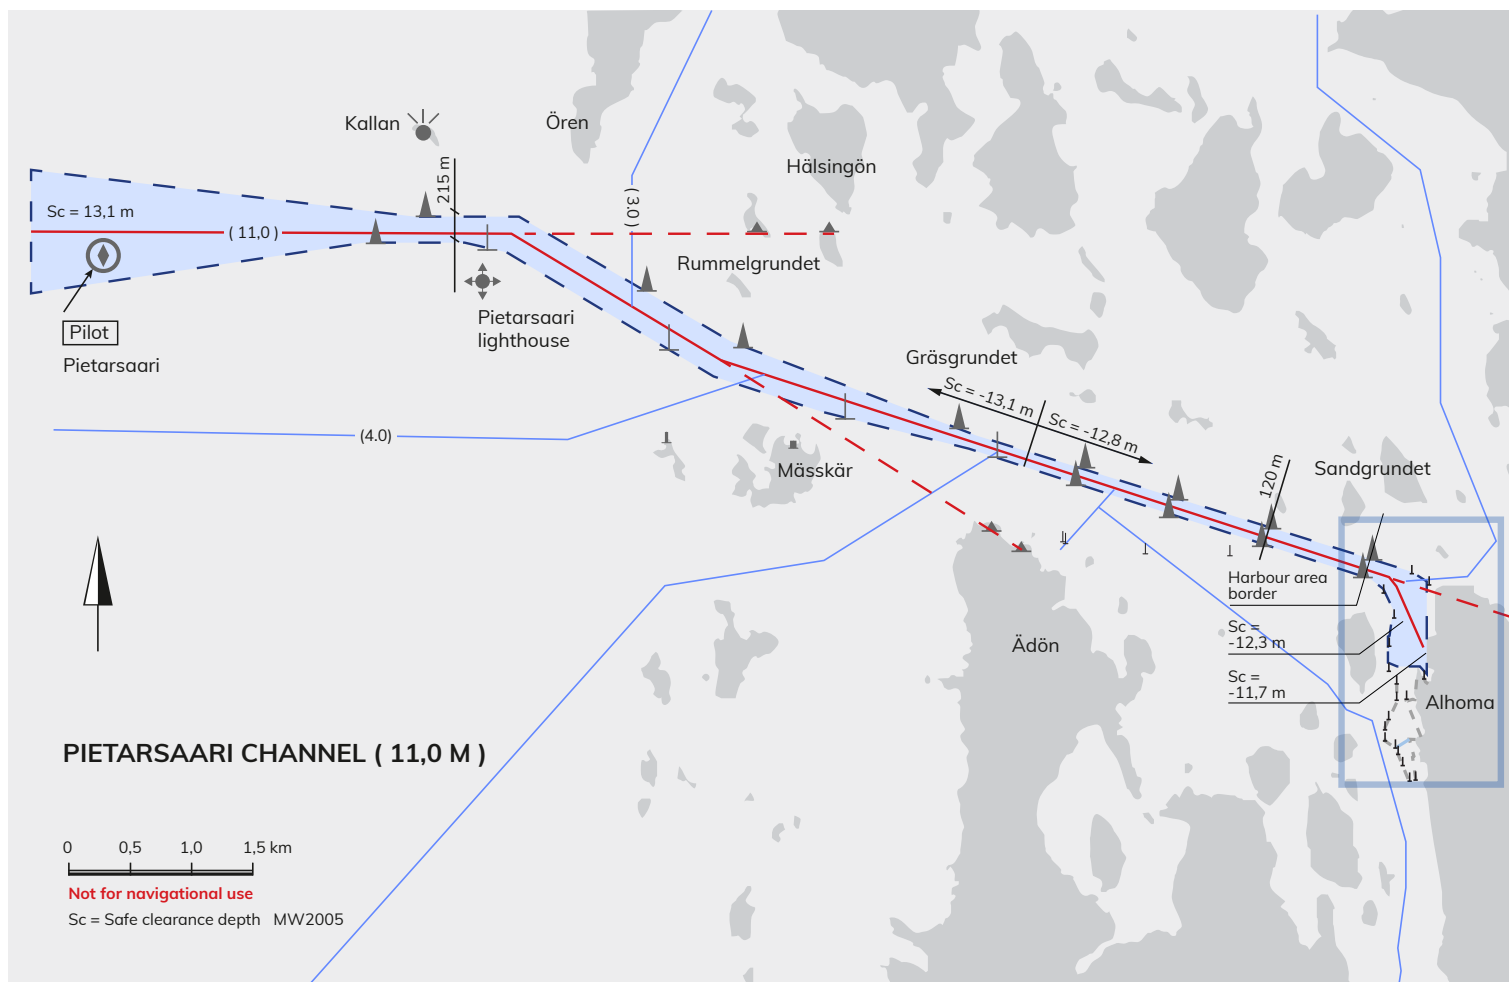 Kallan
Ören
215 m
Hälsingön
Sc = 13,1 m
( 11,0 )
( 3.0 )
Rummelgrundet
Pilot
Pietarsaari
Pietarsaari
lighthouse
Gräsgrundet
Sc = -13,1 m
Sc = -12,8 m
(4.0)
Mässkär
120 m
Sandgrundet
Harbour area
border
Sc =
-12,3 m
Ädön
Sc =
-11,7 m
Alhoma
PIETARSAARI CHANNEL ( 11,0 M )
0 0,5 1,0 1,5 km
Not for navigational use
Sc = Safe clearance depth MW2005